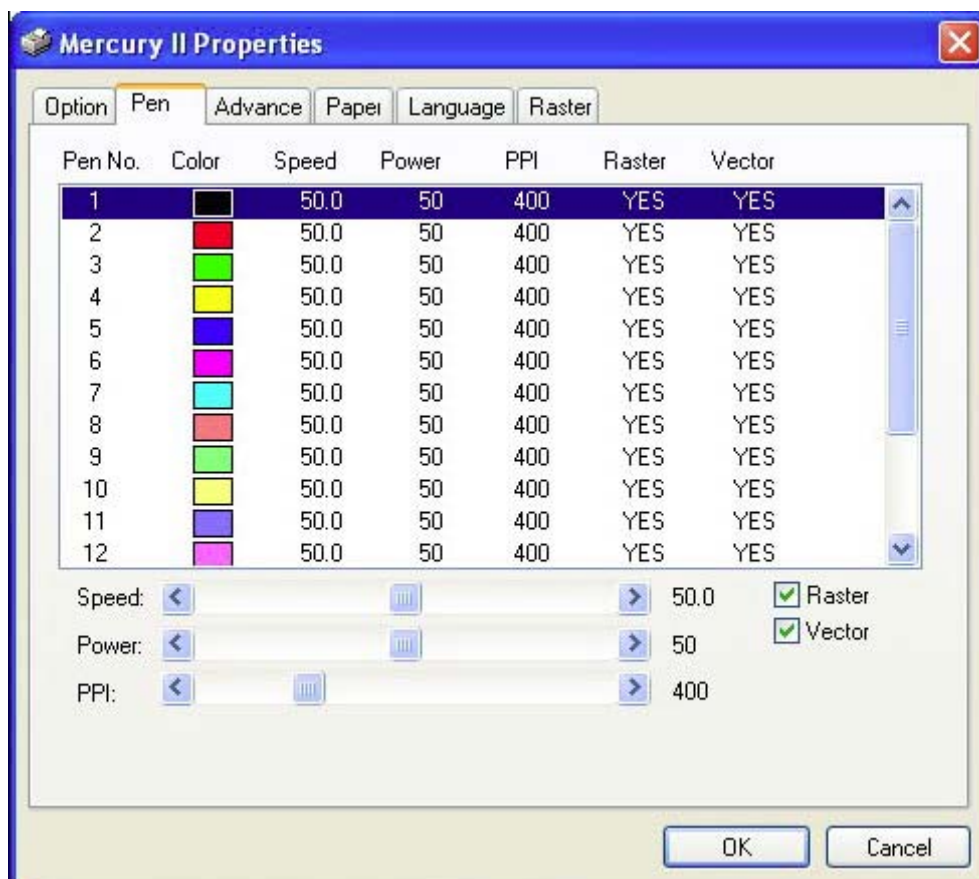 Mercury II Properties
Option Pen Advance Paper Language Raster
Pen No. Color Speed Power PPI Raster Vector
1 50.0 50 400 YES YES
2 50.0 50 400 YES YES
3 50.0 50 400 YES YES
4 50.0 50 400 YES YES
5 50.0 50 400 YES YES
6 50.0 50 400 YES YES
7 50.0 50 400 YES YES
8 50.0 50 400 YES YES
9 50.0 50 400 YES YES
10 50.0 50 400 YES YES
11 50.0 50 400 YES YES
12 50.0 50 400 YES YES
Speed: 50.0 Raster
Power: 50 Vector
PPI: 400
OK Cancel